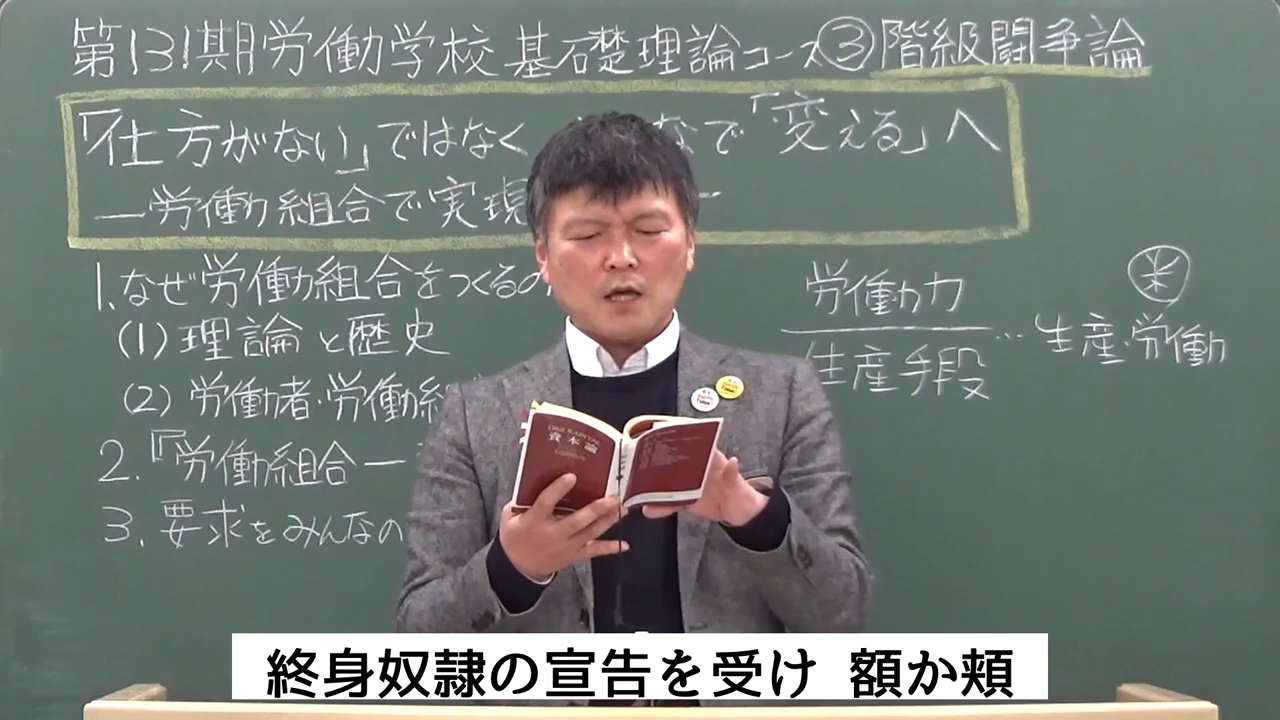 第131期労働学校 基礎理論コース③階級闘争論
「仕方がない」ではなく なで「変える」へ
―労働組合で実現
1.なぜ労働組合をつくるの
(1)理論と歴史
(2)労働者・労働組
2.『労働組合一
3.要求をみんなの
労働力
生産手段
…生産・労働
※
DAS KAPITAL
資本論
終身奴隷の宣告を受け 額か頬